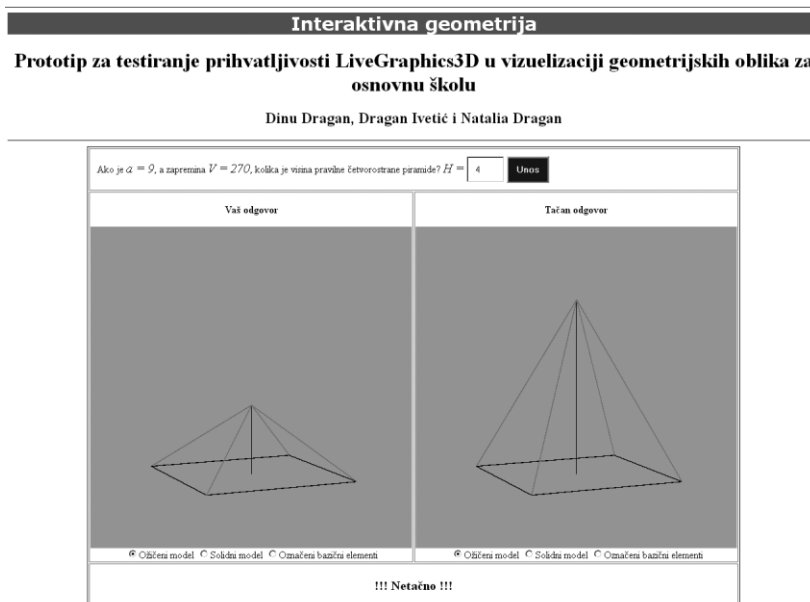 Interaktivna geometrija
Prototip za testiranje prihvatljivosti LiveGraphics3D u vizuelizaciji geometrijskih oblika za
osnovnu školu
Dinu Dragan, Dragan Ivetić i Natalia Dragan
Ako je a = 9, a zapremina V = 270, kolika je visina pravilne četvorostrane piramide? H = 4 Unos
Vaš odgovor Tačan odgovor
Ožičeni model Solidni model Označeni bazični elementi Ožičeni model Solidni model Označeni bazični elementi
!!! Netačno !!!